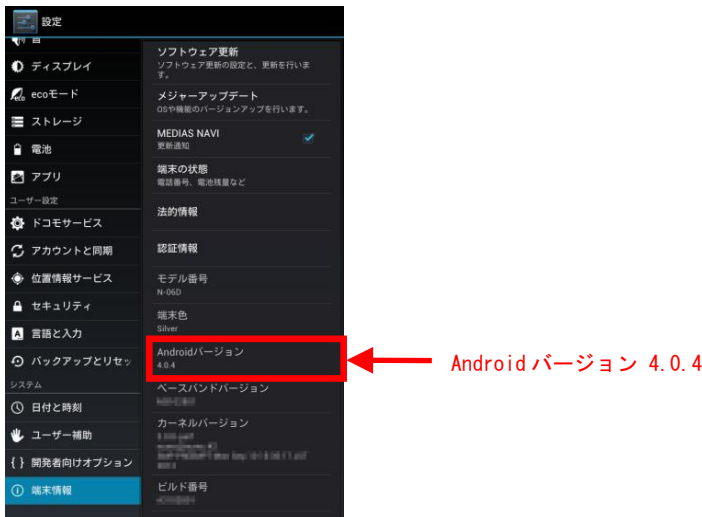 設定
音
ディスプレイ
ecoモード
ストレージ
電池
アプリ
ユーザー設定
ドコモサービス
アカウントと同期
位置情報サービス
セキュリティ
言語と入力
バックアップとリセッ
システム
日付と時刻
ユーザー補助
開発者向けオプション
端末情報
ソフトウェア更新
ソフトウェア更新の設定と、更新を行いま
す。
メジャーアップデート
OSや機能のバージョンアップを行います。
MEDIAS NAVI
更新通知
端末の状態
電話番号、電池残量など
法的情報
認証情報
モデル番号
N-06D
端末色
Silver
Androidバージョン
4.0.4
ベースバンドバージョン
カーネルバージョン
ビルド番号
Android バージョン 4.0.4